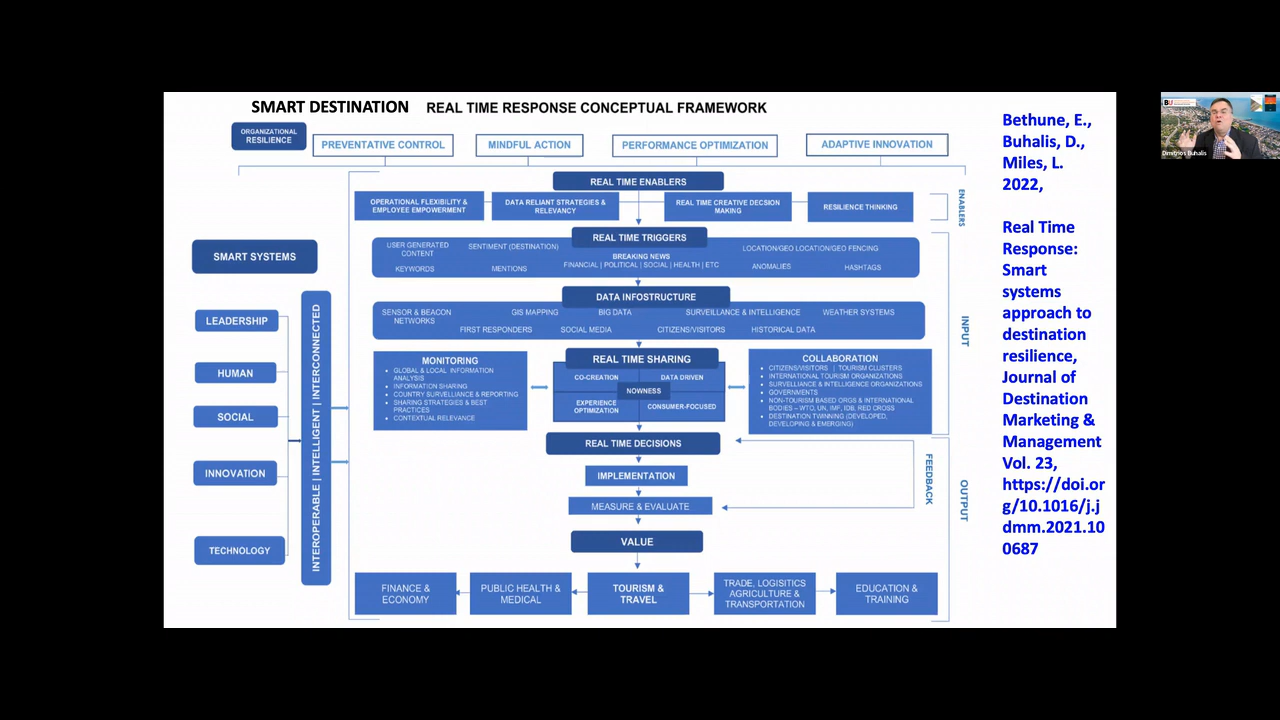 SMART DESTINATION REAL TIME RESPONSE CONCEPTUAL FRAMEWORK
ORGANIZATIONAL
RESILIENCE
PREVENTATIVE CONTROL
MINDFUL ACTION
PERFORMANCE OPTIMIZATION
ADAPTIVE INNOVATION
REAL TIME ENABLERS
OPERATIONAL FLEXIBILITY &
EMPLOYEE EMPOWERMENT
DATA RELIANT STRATEGIES &
RELEVANCY
REAL TIME CREATIVE DECSION
MAKING
RESILIENCE THINKING
ENABLERS
REAL TIME TRIGGERS
USER GENERATED
CONTENT
SENTIMENT (DESTINATION)
LOCATION/GEO LOCATION/GEO FENCING
BREAKING NEWS
FINANCIAL | POLITICAL | SOCIAL | HEALTH | ETC
KEYWORDS
MENTIONS
ANOMALIES
HASHTAGS
SMART SYSTEMS
LEADERSHIP
HUMAN
SOCIAL
INNOVATION
TECHNOLOGY
INTEROPERABLE | INTELLIGENT | INTERCONNECTED
DATA INFOSTRUCTURE
SENSOR & BEACON
NETWORKS
GIS MAPPING
BIG DATA
SURVEILLANCE & INTELLIGENCE
WEATHER SYSTEMS
FIRST RESPONDERS
SOCIAL MEDIA
CITIZENS/VISITORS
HISTORICAL DATA
INPUT
MONITORING
• GLOBAL & LOCAL INFORMATION
ANALYSIS
• INFORMATION SHARING
• COUNTRY SURVEILLANCE & REPORTING
• SHARING STRATEGIES & BEST
PRACTICES
• CONTEXTUAL RELEVANCE
REAL TIME SHARING
CO-CREATION
DATA DRIVEN
NOWNESS
EXPERIENCE
OPTIMIZATION
CONSUMER-FOCUSED
COLLABORATION
• CITIZENS/VISITORS | TOURISM CLUSTERS
• INTERNATIONAL TOURISM ORGANIZATIONS
• SURVEILLANCE & INTELLIGENCE ORGANIZATIONS
• GOVERNMENTS
• NON-TOURISM BASED ORGS & INTERNATIONAL
BODIES – WTO, UN, IMF, IDB, RED CROSS
• DESTINATION TWINNING (DEVELOPED,
DEVELOPING & EMERGING)
REAL TIME DECISIONS
IMPLEMENTATION
MEASURE & EVALUATE
FEEDBACK
OUTPUT
VALUE
FINANCE &
ECONOMY
PUBLIC HEALTH &
MEDICAL
TOURISM &
TRAVEL
TRADE, LOGISITICS
AGRICULTURE &
TRANSPORTATION
EDUCATION &
TRAINING
Bethune, E.,
Buhalis, D.,
Miles, L.
2022,
Real Time
Response:
Smart
systems
approach to
destination
resilience,
Journal of
Destination
Marketing &
Management
Vol. 23,
https://doi.or
g/10.1016/j.j
dmm.2021.10
0687
BU
Dimitrios Buhalis